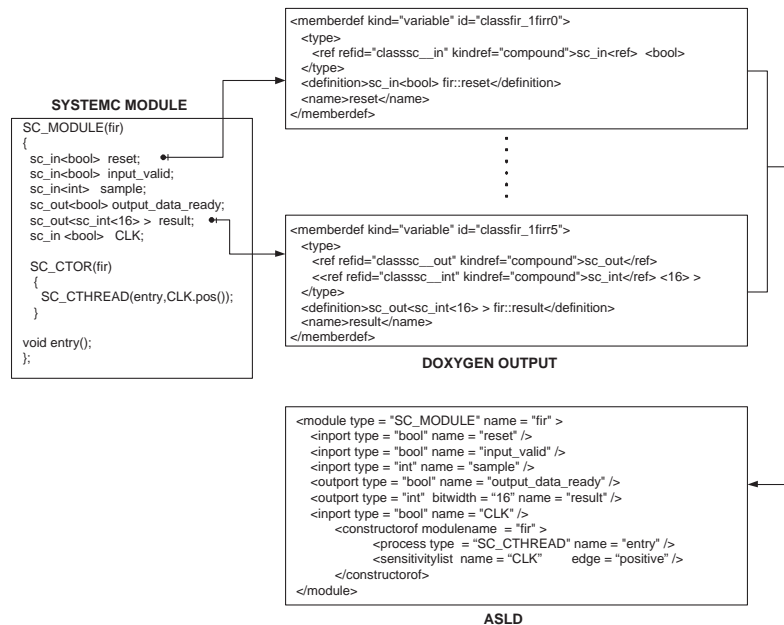 SYSTEMC MODULE
SC_MODULE(fir)
{
sc_in<bool> reset;
sc_in<bool> input_valid;
sc_in<int> sample;
sc_out<bool> output_data_ready;
sc_out<sc_int<16> > result;
sc_in <bool> CLK;
SC_CTOR(fir)
{
SC_CTHREAD(entry,CLK.pos());
}
void entry();
};
<memberdef kind="variable" id="classfir_1firr0">
<type>
<ref refid="classsc__in" kindref="compound">sc_in<ref> <bool>
</type>
<definition>sc_in<bool> fir::reset</definition>
<name>reset</name>
</memberdef>
<memberdef kind="variable" id="classfir_1firr5">
<type>
<ref refid="classsc__out" kindref="compound">sc_out</ref>
<<ref refid="classsc__int" kindref="compound">sc_int</ref> <16> >
</type>
<definition>sc_out<sc_int<16> > fir::result</definition>
<name>result</name>
</memberdef>
DOXYGEN OUTPUT
<module type = "SC_MODULE" name = "fir" >
<inport type = "bool" name = "reset" />
<inport type = "bool" name = "input_valid" />
<inport type = "int" name = "sample" />
<outport type = "bool" name = "output_data_ready" />
<outport type = "int" bitwidth = “16" name = "result" />
<inport type = "bool" name = "CLK" />
<constructorof modulename = "fir" >
<process type = “SC_CTHREAD" name = "entry" />
<sensitivitylist name = “CLK” edge = “positive" />
</constructorof>
</module>
ASLD